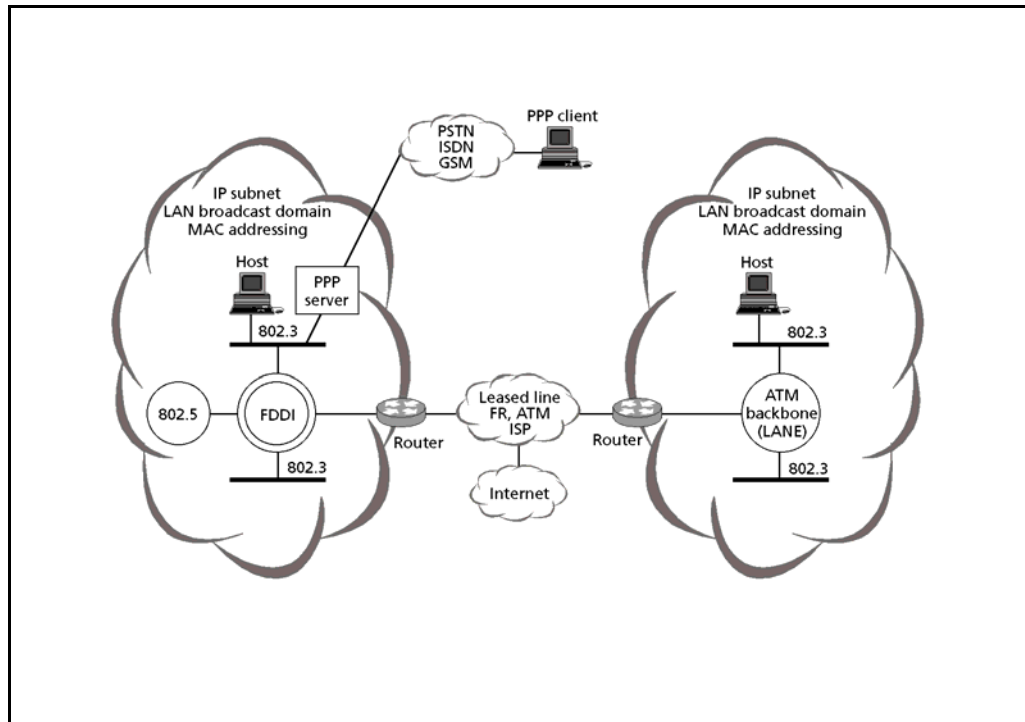 PPP client
PSTN
ISDN
GSM
IP subnet
LAN broadcast domain
MAC addressing
IP subnet
LAN broadcast domain
MAC addressing
Host
PPP
server
Host
802.3
802.3
802.5
FDDI
Router
Leased line
FR, ATM
ISP
Router
ATM
backbone
(LANE)
802.3
802.3
Internet